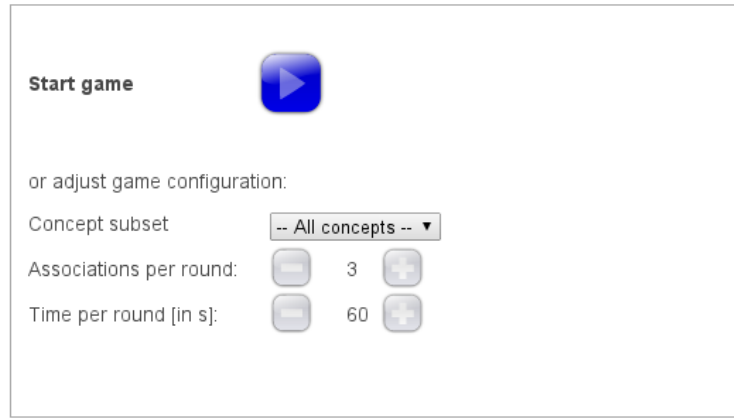 Start game
or adjust game configuration:
Concept subset -- All concepts --
Associations per round: 3
Time per round [in s]: 60